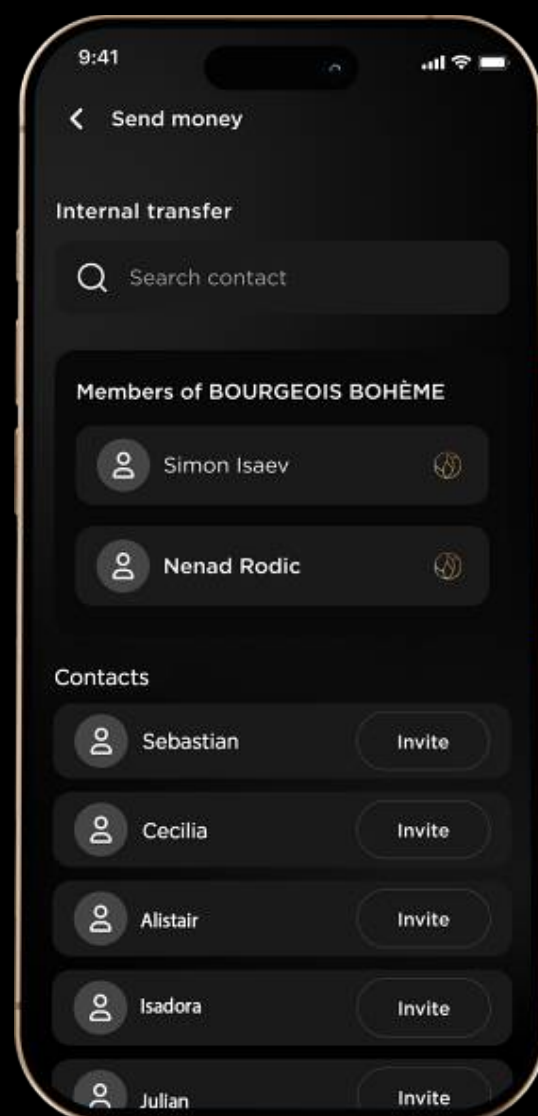 9:41
Send money
Internal transfer
Search contact
Members of BOURGEOIS BOHÈME
Simon Isaev
Nenad Rodic
Contacts
Sebastian Invite
Cecilia Invite
Alistair Invite
Isadora Invite
Julian Invite